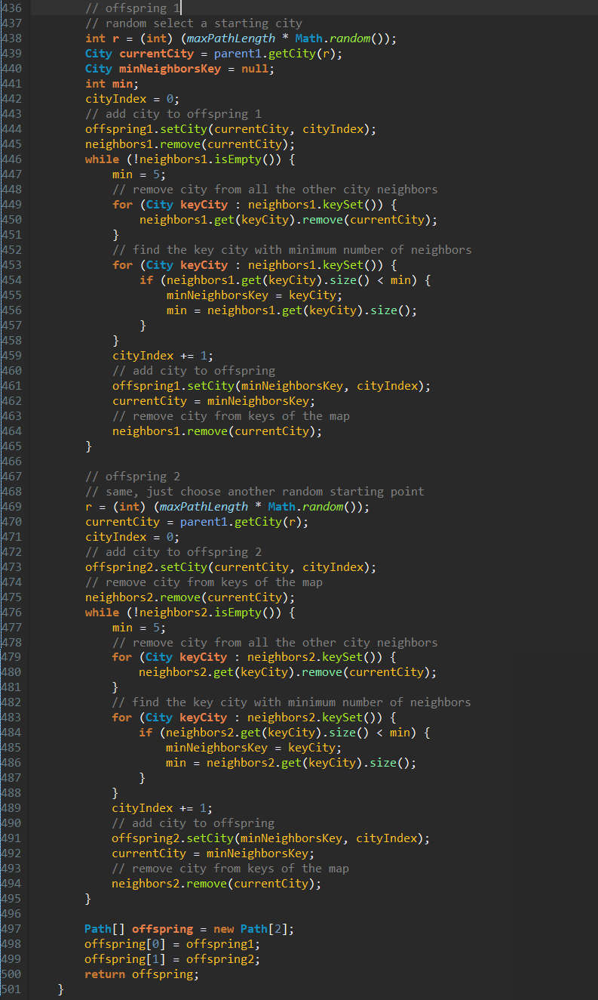 436 // offspring 1
437 // random select a starting city
438 int r = (int) (maxPathLength * Math.random());
439 City currentCity = parent1.getCity(r);
440 City minNeighborsKey = null;
441 int min;
442 cityIndex = 0;
443 // add city to offspring 1
444 offspring1.setCity(currentCity, cityIndex);
445 neighbors1.remove(currentCity);
446 while (!neighbors1.isEmpty()) {
447 min = 5;
448 // remove city from all the other city neighbors
449 for (City keyCity : neighbors1.keySet()) {
450 neighbors1.get(keyCity).remove(currentCity);
451 }
452 // find the key city with minimum number of neighbors
453 for (City keyCity : neighbors1.keySet()) {
454 if (neighbors1.get(keyCity).size() < min) {
455 minNeighborsKey = keyCity;
456 min = neighbors1.get(keyCity).size();
457 }
458 }
459 cityIndex += 1;
460 // add city to offspring
461 offspring1.setCity(minNeighborsKey, cityIndex);
462 currentCity = minNeighborsKey;
463 // remove city from keys of the map
464 neighbors1.remove(currentCity);
465 }
466
467 // offspring 2
468 // same, just choose another random starting point
469 r = (int) (maxPathLength * Math.random());
470 currentCity = parent1.getCity(r);
471 cityIndex = 0;
472 // add city to offspring 2
473 offspring2.setCity(currentCity, cityIndex);
474 // remove city from keys of the map
475 neighbors2.remove(currentCity);
476 while (!neighbors2.isEmpty()) {
477 min = 5;
478 // remove city from all the other city neighbors
479 for (City keyCity : neighbors2.keySet()) {
480 neighbors2.get(keyCity).remove(currentCity);
481 }
482 // find the key city with minimum number of neighbors
483 for (City keyCity : neighbors2.keySet()) {
484 if (neighbors2.get(keyCity).size() < min) {
485 minNeighborsKey = keyCity;
486 min = neighbors2.get(keyCity).size();
487 }
488 }
489 cityIndex += 1;
490 // add city to offspring
491 offspring2.setCity(minNeighborsKey, cityIndex);
492 currentCity = minNeighborsKey;
493 // remove city from keys of the map
494 neighbors2.remove(currentCity);
495 }
496
497 Path[] offspring = new Path[2];
498 offspring[0] = offspring1;
499 offspring[1] = offspring2;
500 return offspring;
501 }